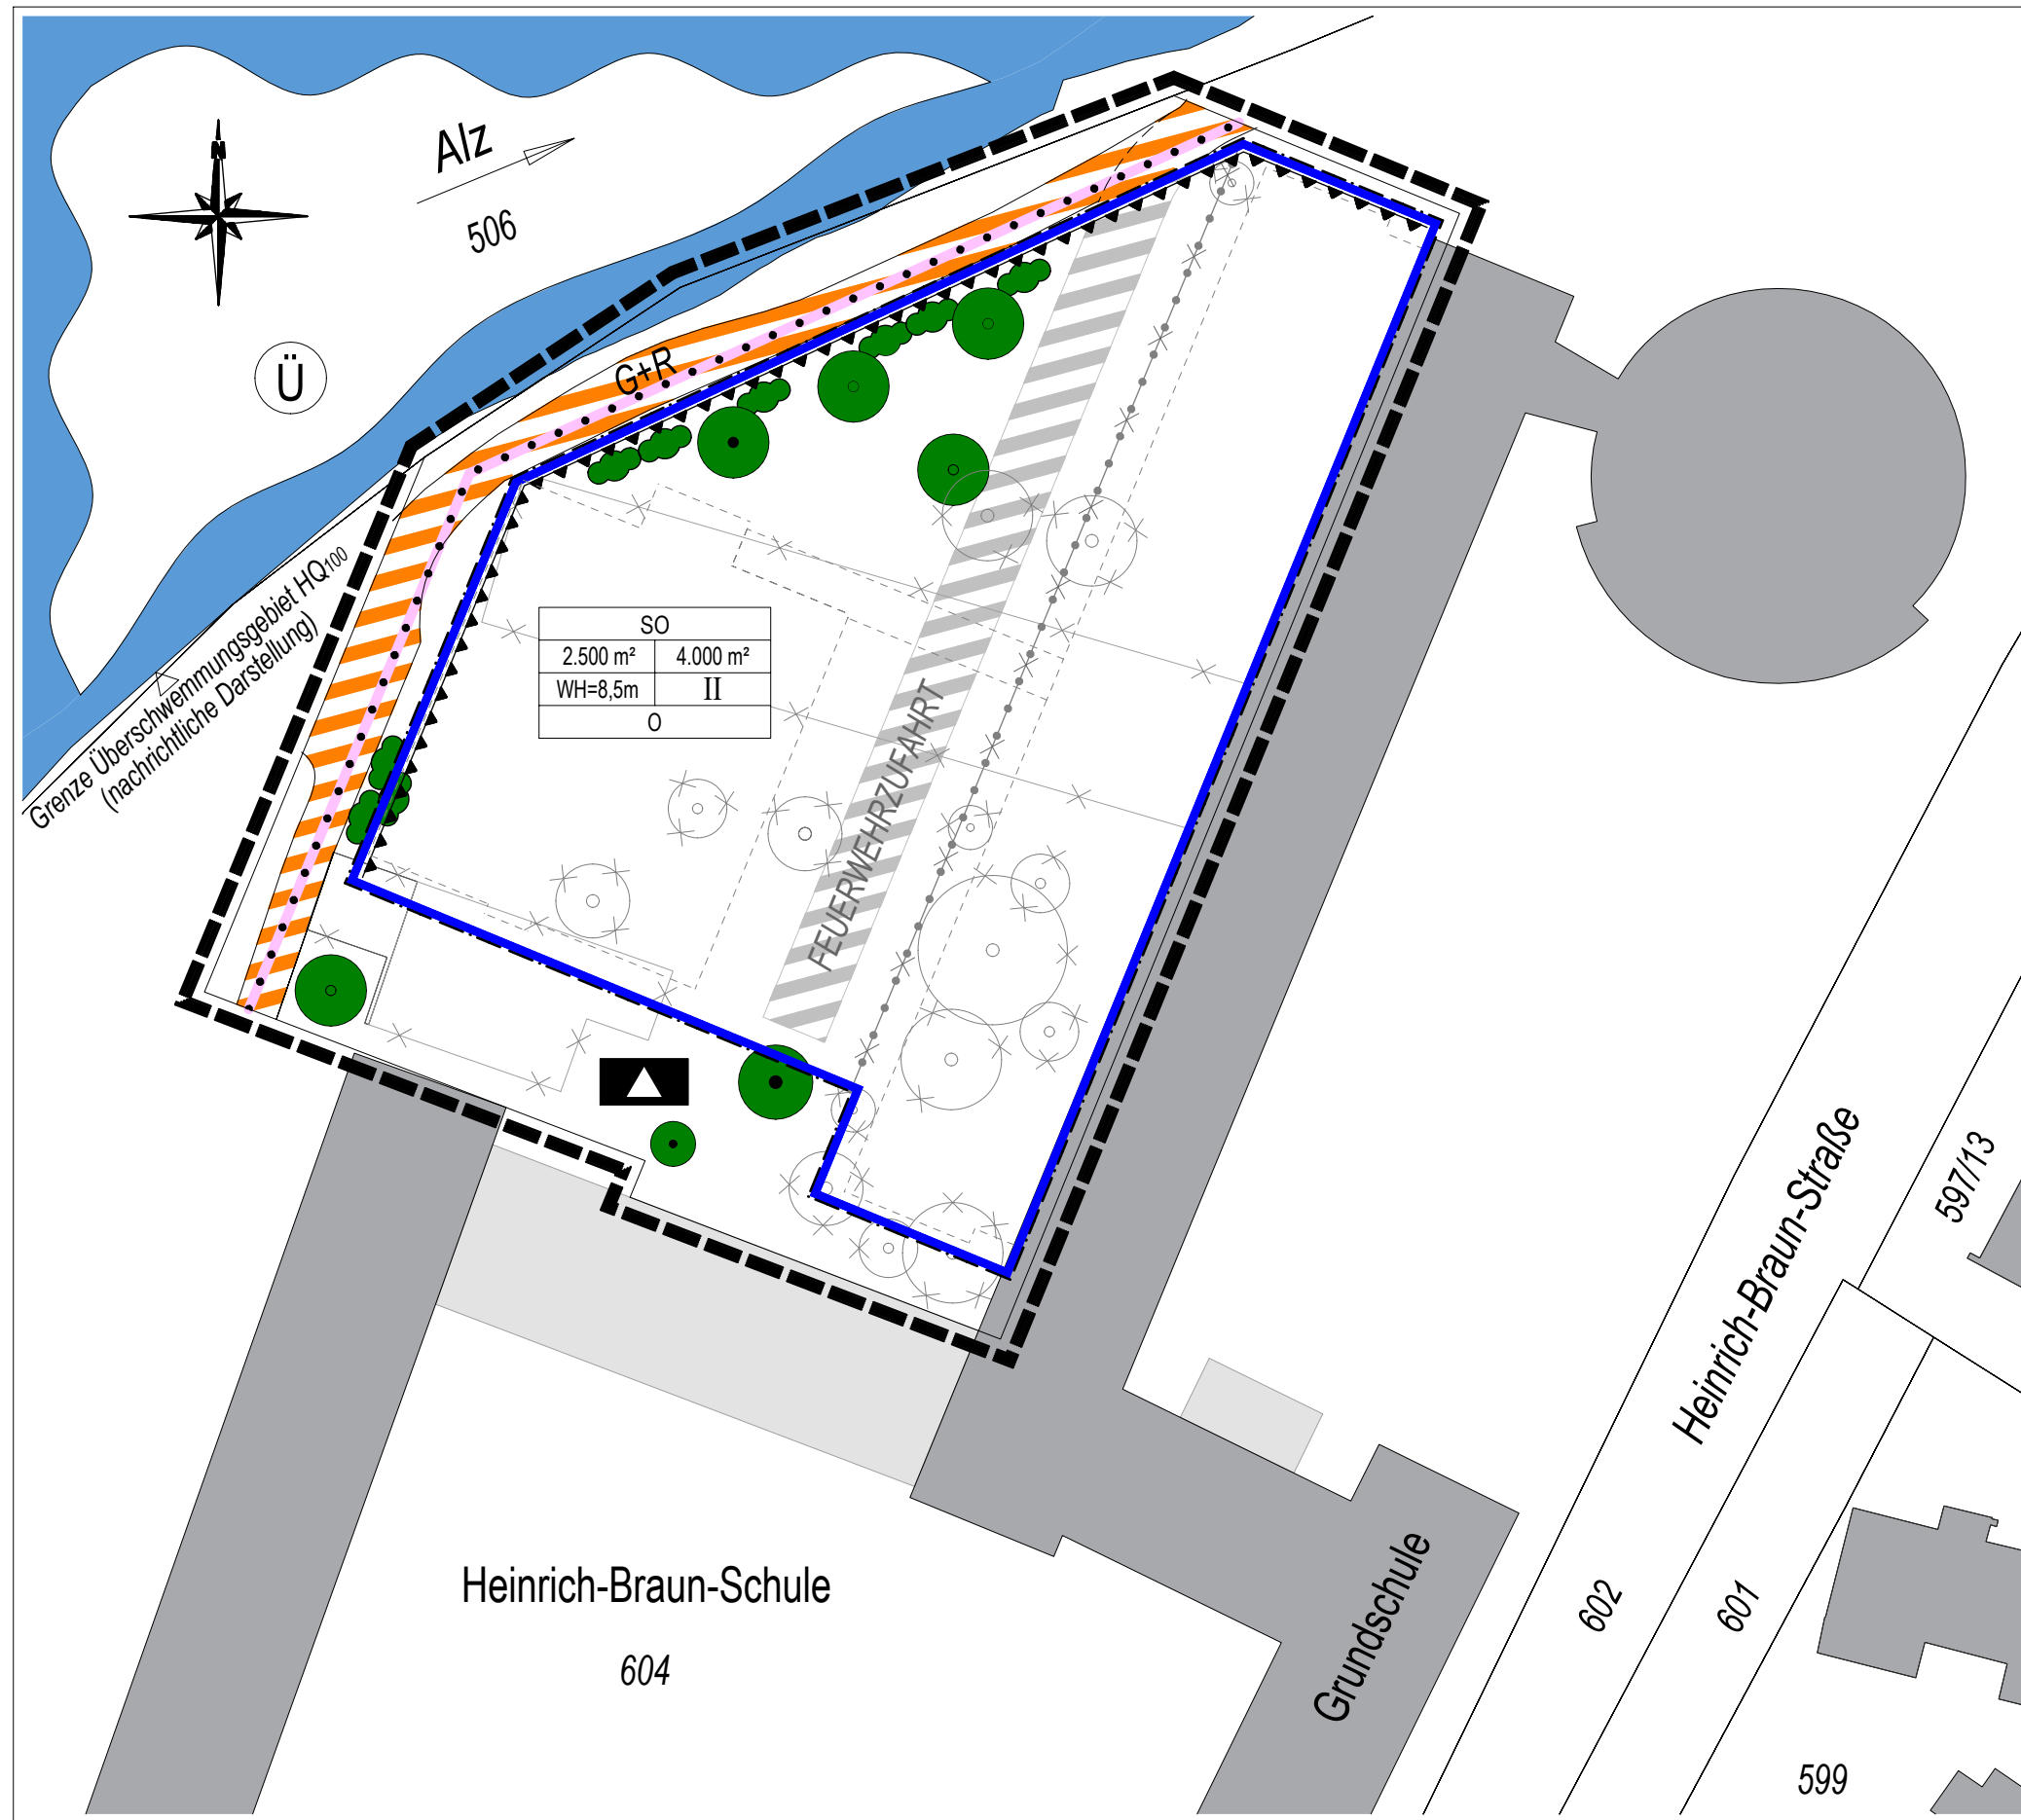 N
Alz
506
Ü
G+R
Grenze Überschwemmungsgebiet HQ100
(nachrichtliche Darstellung)
SO
2.500 m² 4.000 m²
WH=8,5m II
O
FEUERWEHRZUFAHRT
Heinrich-Braun-Straße
597/13
Heinrich-Braun-Schule
604
Grundschule
602
601
599